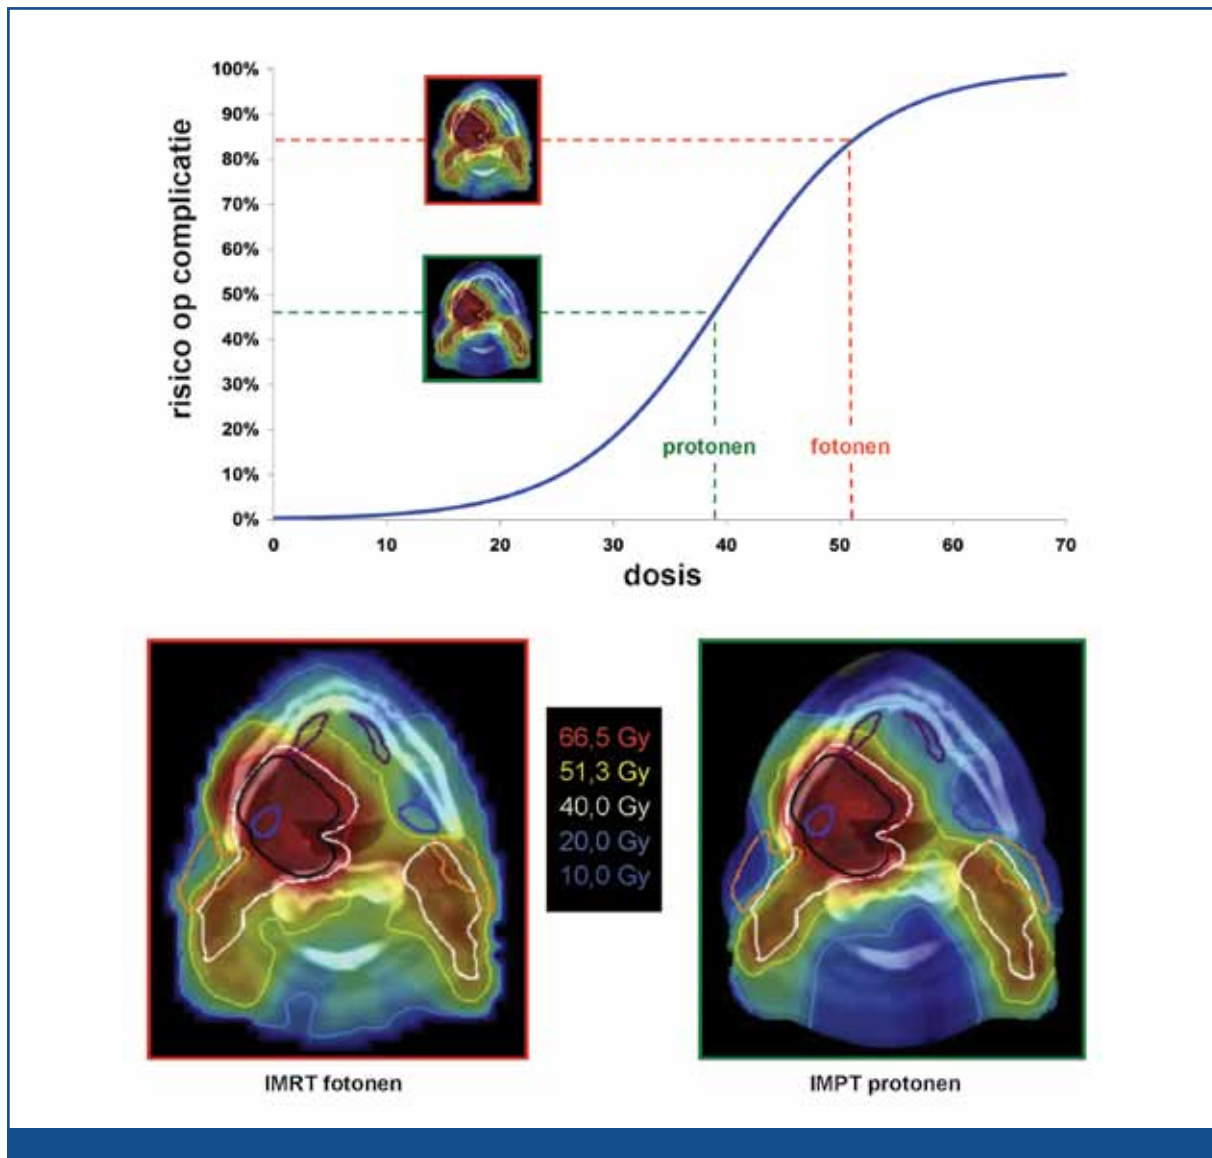 risico op complicatie
100%
90%
80%
70%
60%
50%
40%
30%
20%
10%
0%
protonen
fotonen
0 10 20 30 40 50 60 70
dosis
66,5 Gy
51,3 Gy
40,0 Gy
20,0 Gy
10,0 Gy
IMRT fotonen
IMPT protonen